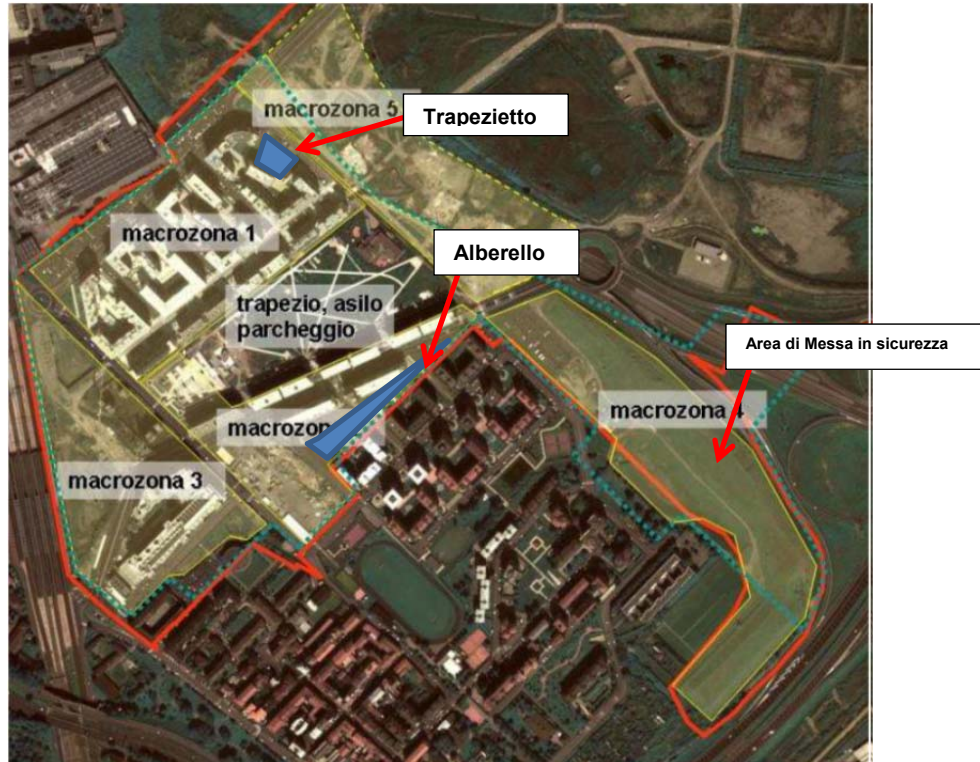 macrozona 5
Trapezietto
macrozona 1
Alberello
trapezio, asilo
parcheggio
Area di Messa in sicurezza
macrozona 4
macrozon
macrozona 3